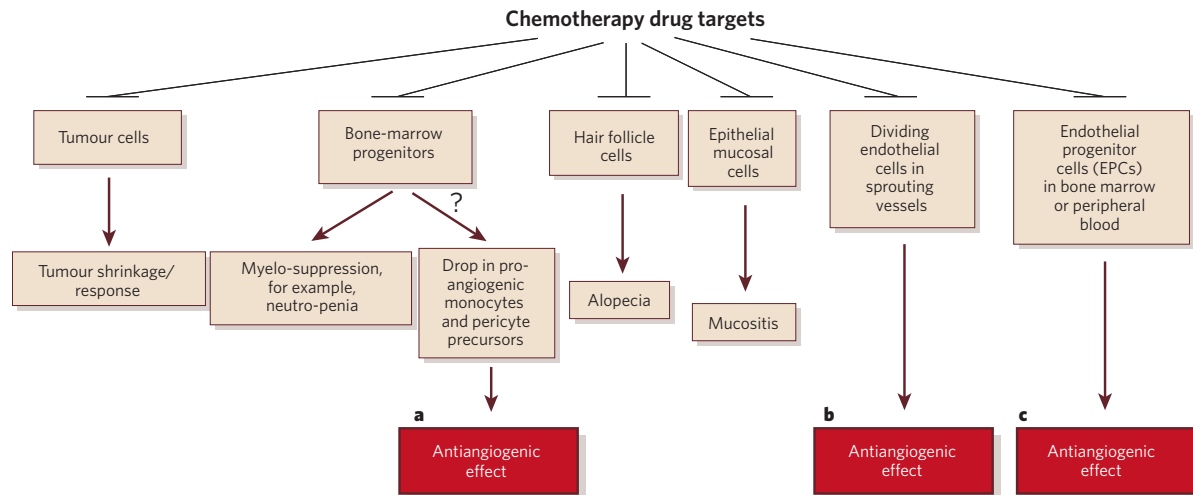 Chemotherapy drug targets
Tumour cells
Bone-marrow
progenitors
Hair follicle
cells
Epithelial
mucosal
cells
Dividing
endothelial
cells in
sprouting
vessels
Endothelial
progenitor
cells (EPCs)
in bone marrow
or peripheral
blood
?
Tumour shrinkage/
response
Myelo-suppression,
for example,
neutro-penia
Drop in pro-
angiogenic
monocytes
and pericyte
precursors
Alopecia
Mucositis
a
Antiangiogenic
effect
b
Antiangiogenic
effect
c
Antiangiogenic
effect